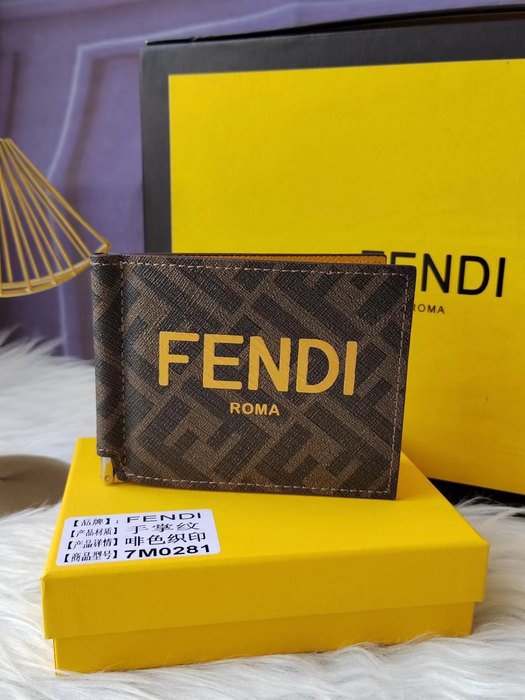 FENDI
ROMA
FENDI
ROMA
【品牌】: FENDI
【产品材质】 手掌纹
【产品详情】 啡色织印
【商品型号】 7M0281